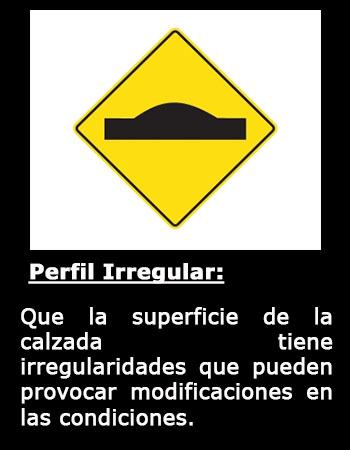 Perfil Irregular:
Que la superficie de la
calzada tiene
irregularidades que pueden
provocar modificaciones en
las condiciones.